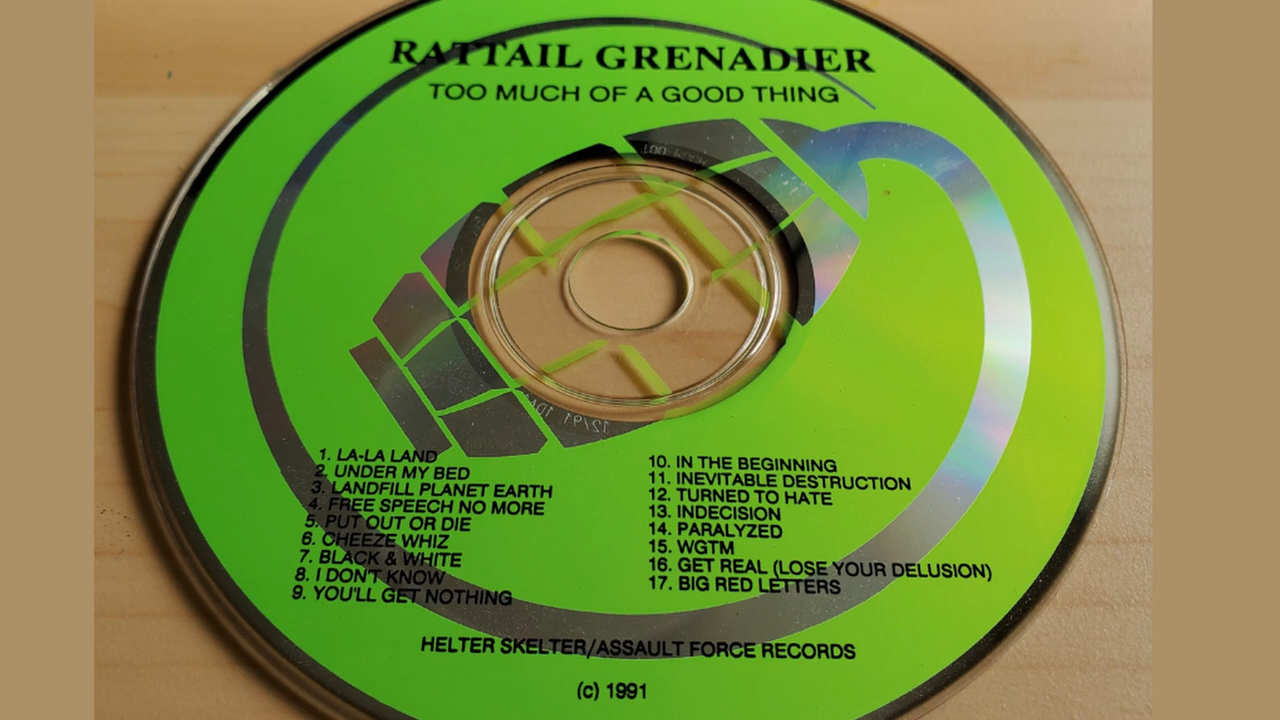 RATTAIL GRENADIER
TOO MUCH OF A GOOD THING
1. LA-LA LAND
2. UNDER MY BED
3. LANDFILL PLANET EARTH
4. FREE SPEECH NO MORE
5. PUT OUT OR DIE
6. CHEEZE WHIZ
7. BLACK & WHITE
8. I DON'T KNOW
9. YOU'LL GET NOTHING
10. IN THE BEGINNING
11. INEVITABLE DESTRUCTION
12. TURNED TO HATE
13. INDECISION
14. PARALYZED
15. WGTM
16. GET REAL (LOSE YOUR DELUSION)
17. BIG RED LETTERS
HELTER SKELTER/ASSAULT FORCE RECORDS
(c) 1991